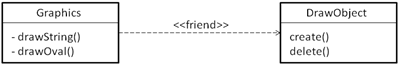 Graphics
- drawString()
- drawOval()
<<friend>>
DrawObject
create()
delete()